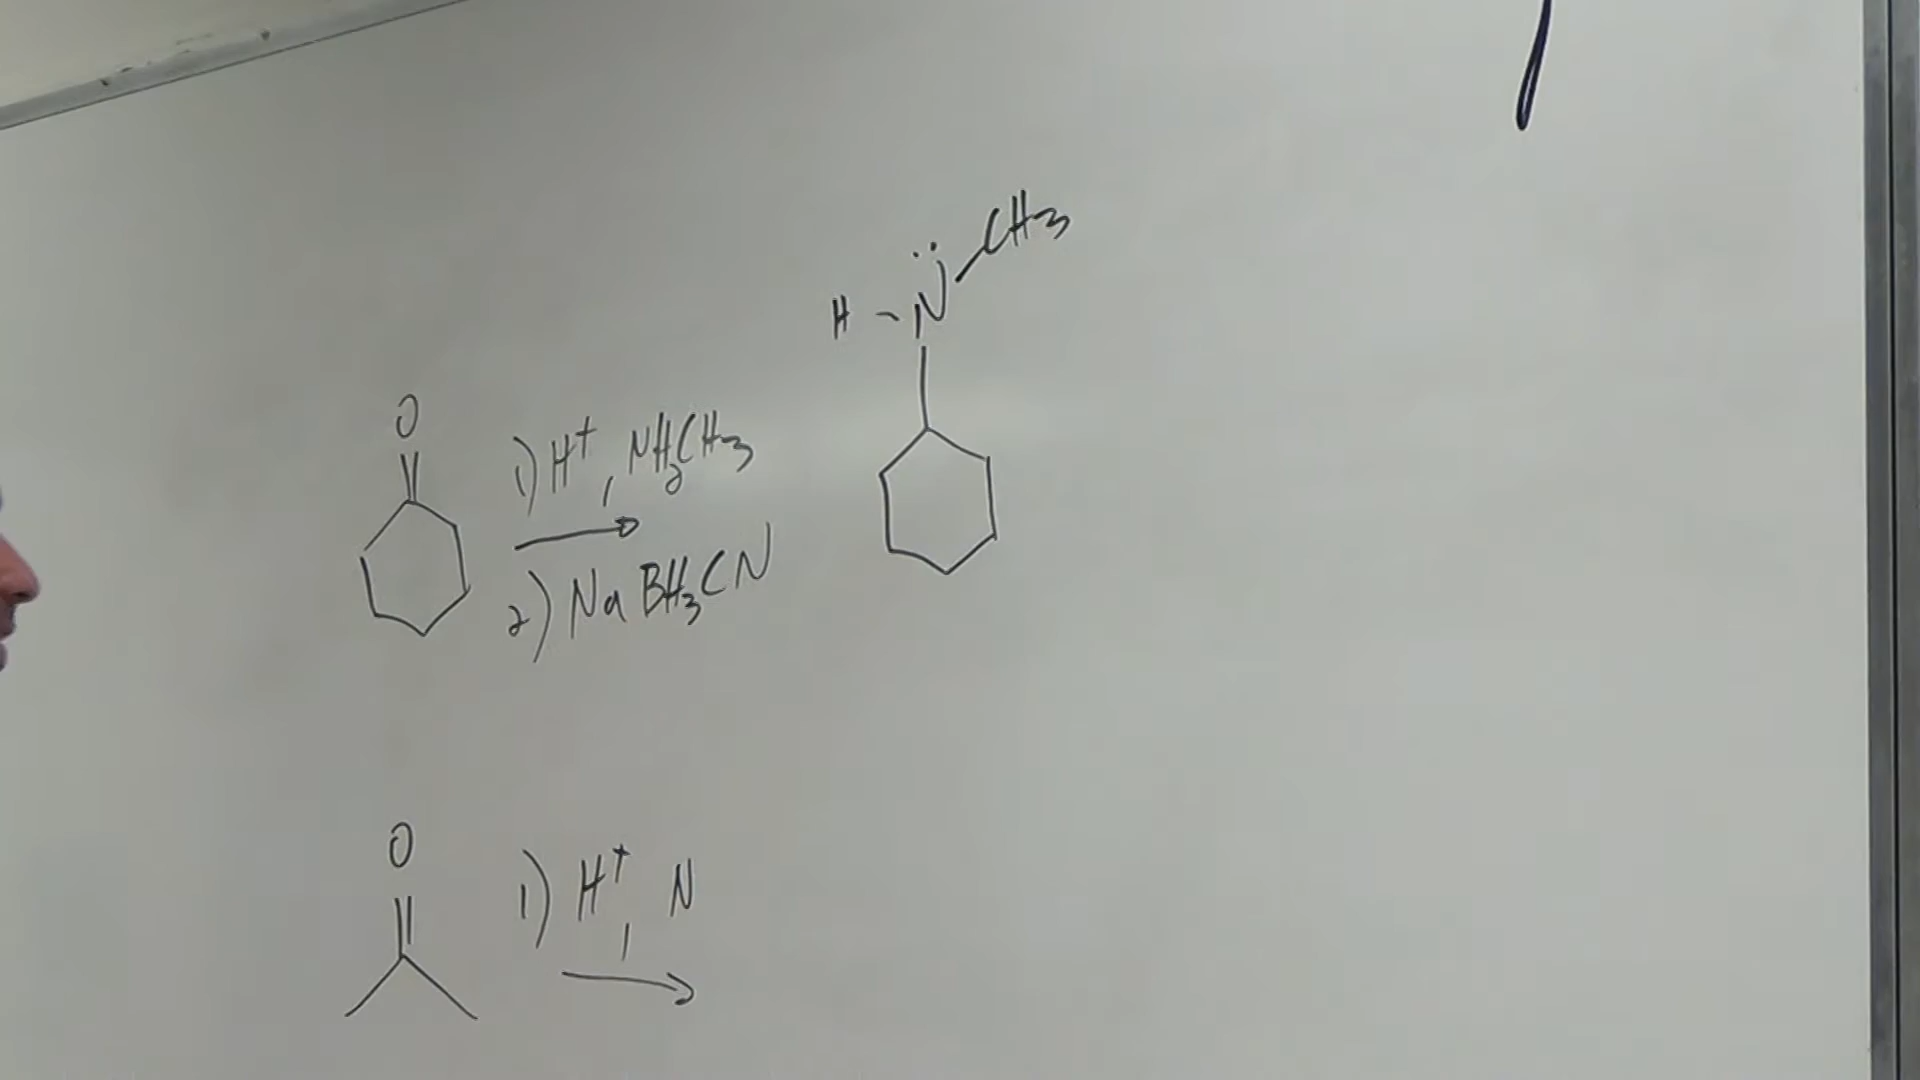 CH3
H - N
O
1) H+, NH2CH3
2) NaBH3CN
O
1) H+, N